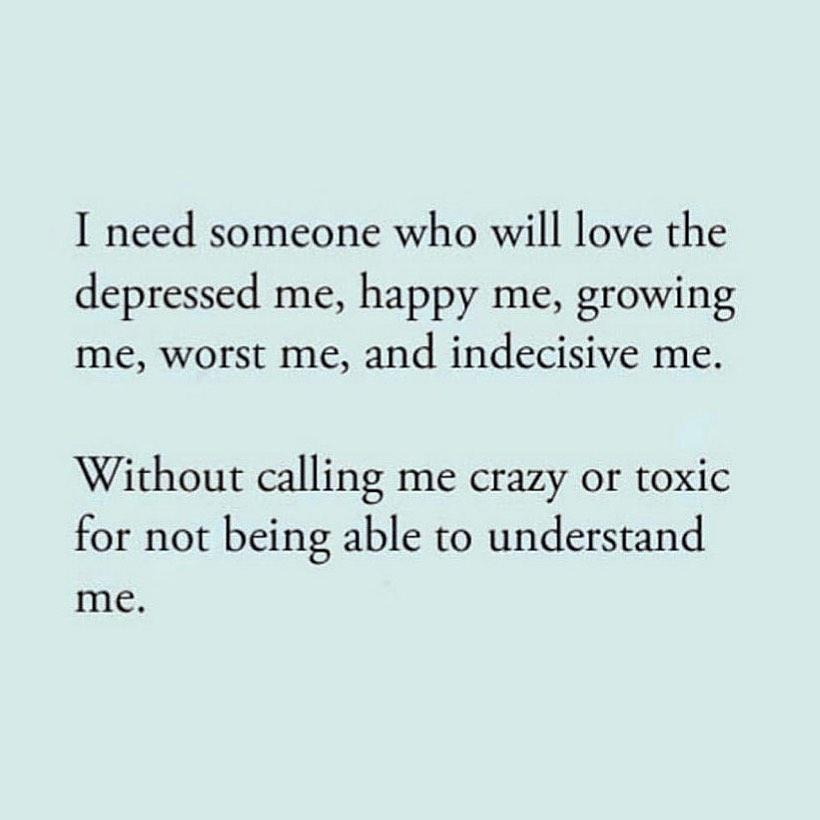 I need someone who will love the
depressed me, happy me, growing
me, worst me, and indecisive me.
Without calling me crazy or toxic
for not being able to understand
me.